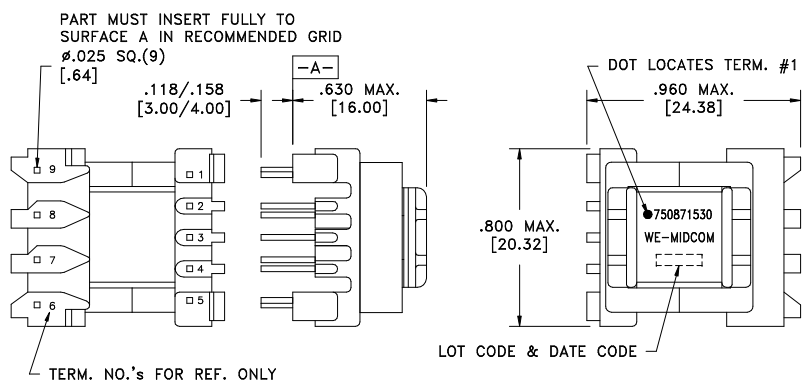 PART MUST INSERT FULLY TO
SURFACE A IN RECOMMENDED GRID
ø.025 SQ.(9)
[.64]
.118/.158
[3.00/4.00]
-A-
.630 MAX.
[16.00]
DOT LOCATES TERM. #1
.960 MAX.
[24.38]
9
1
8
2
7
3
4
6
5
.800 MAX.
[20.32]
750871530
WE-MIDCOM
LOT CODE & DATE CODE
TERM. NO.'s FOR REF. ONLY